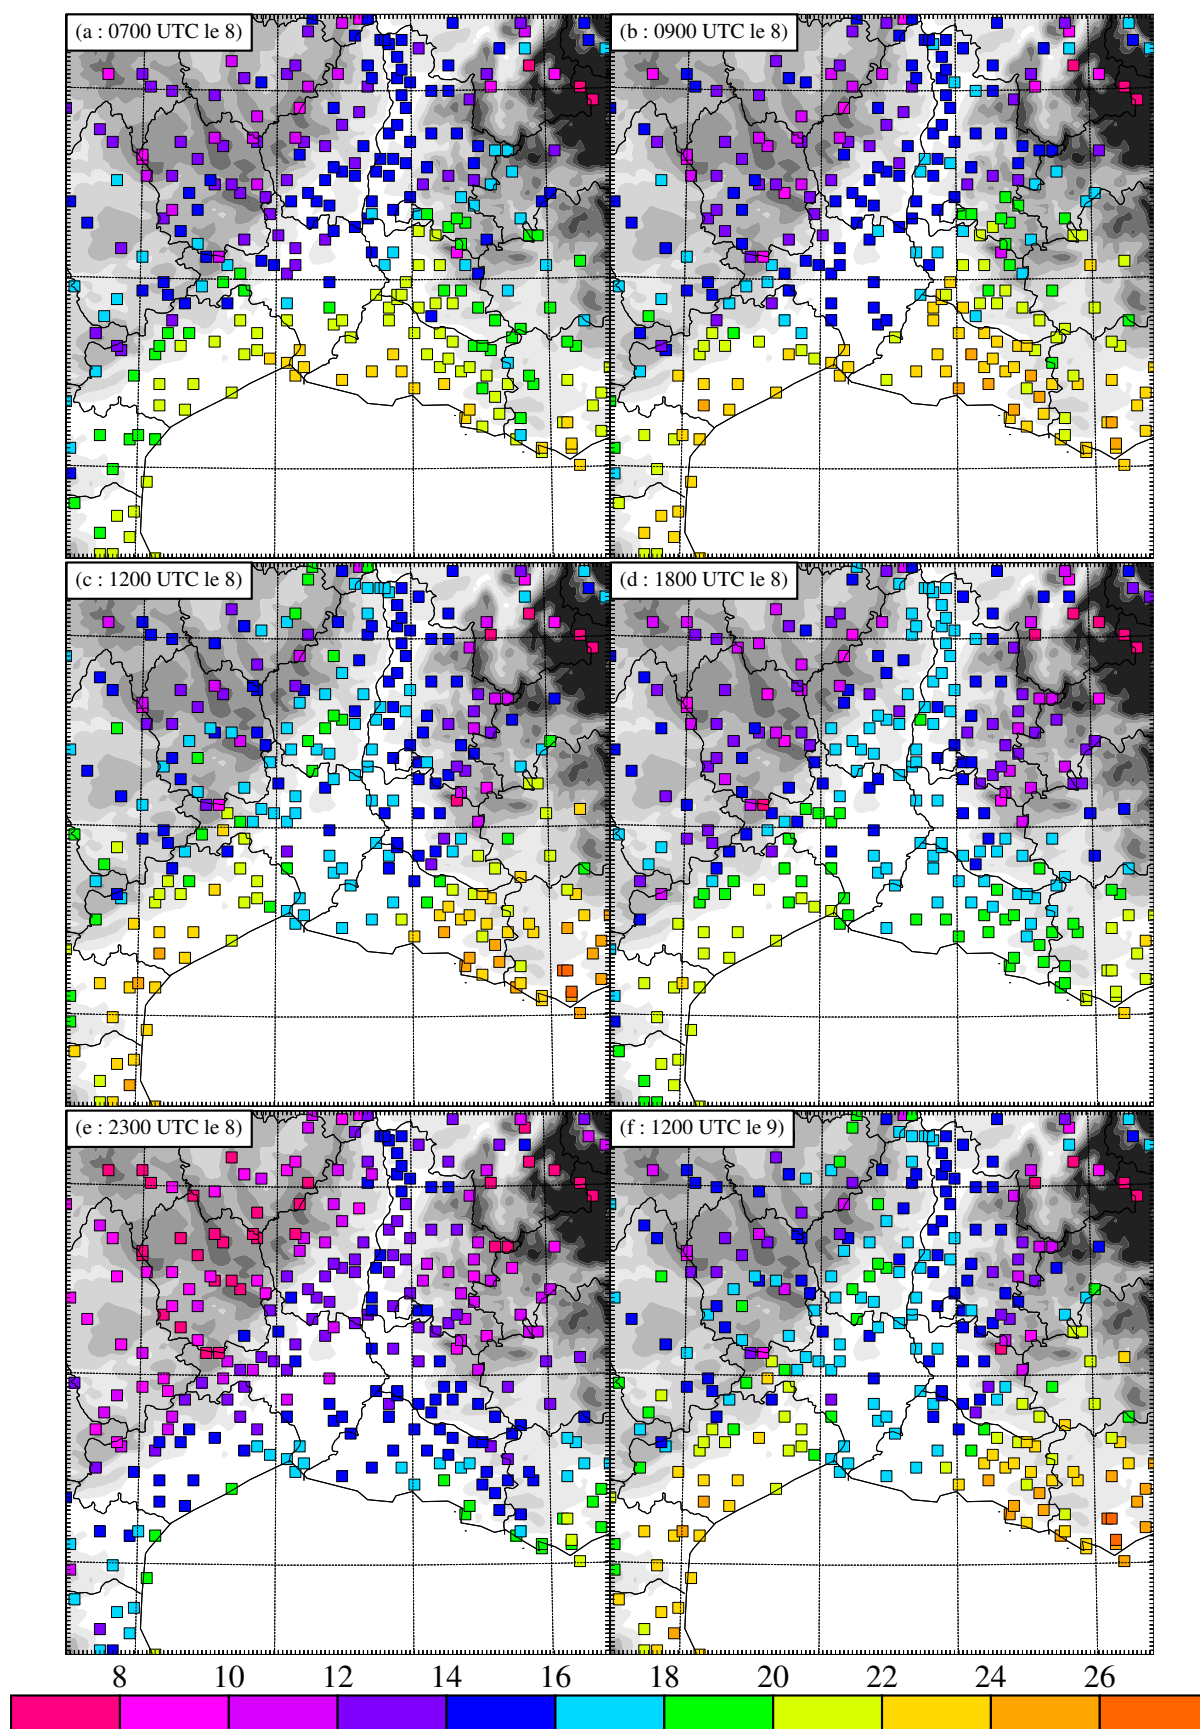 (a : 0700 UTC le 8)
(b : 0900 UTC le 8)
(c : 1200 UTC le 8)
(d : 1800 UTC le 8)
(e : 2300 UTC le 8)
(f : 1200 UTC le 9)
8 10 12 14 16 18 20 22 24 26